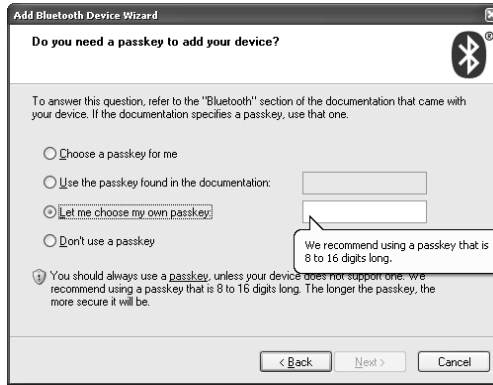 Add Bluetooth Device Wizard
Do you need a passkey to add your device?
®
To answer this question, refer to the "Bluetooth" section of the documentation that came with
your device. If the documentation specifies a passkey, use that one.
Choose a passkey for me
Use the passkey found in the documentation:
Let me choose my own passkey:
Don't use a passkey
We recommend using a passkey that is
8 to 16 digits long.
You should always use a passkey, unless your device does not support one. We
recommend using a passkey that is 8 to 16 digits long. The longer the passkey, the
more secure it will be.
< Back
Next >
Cancel